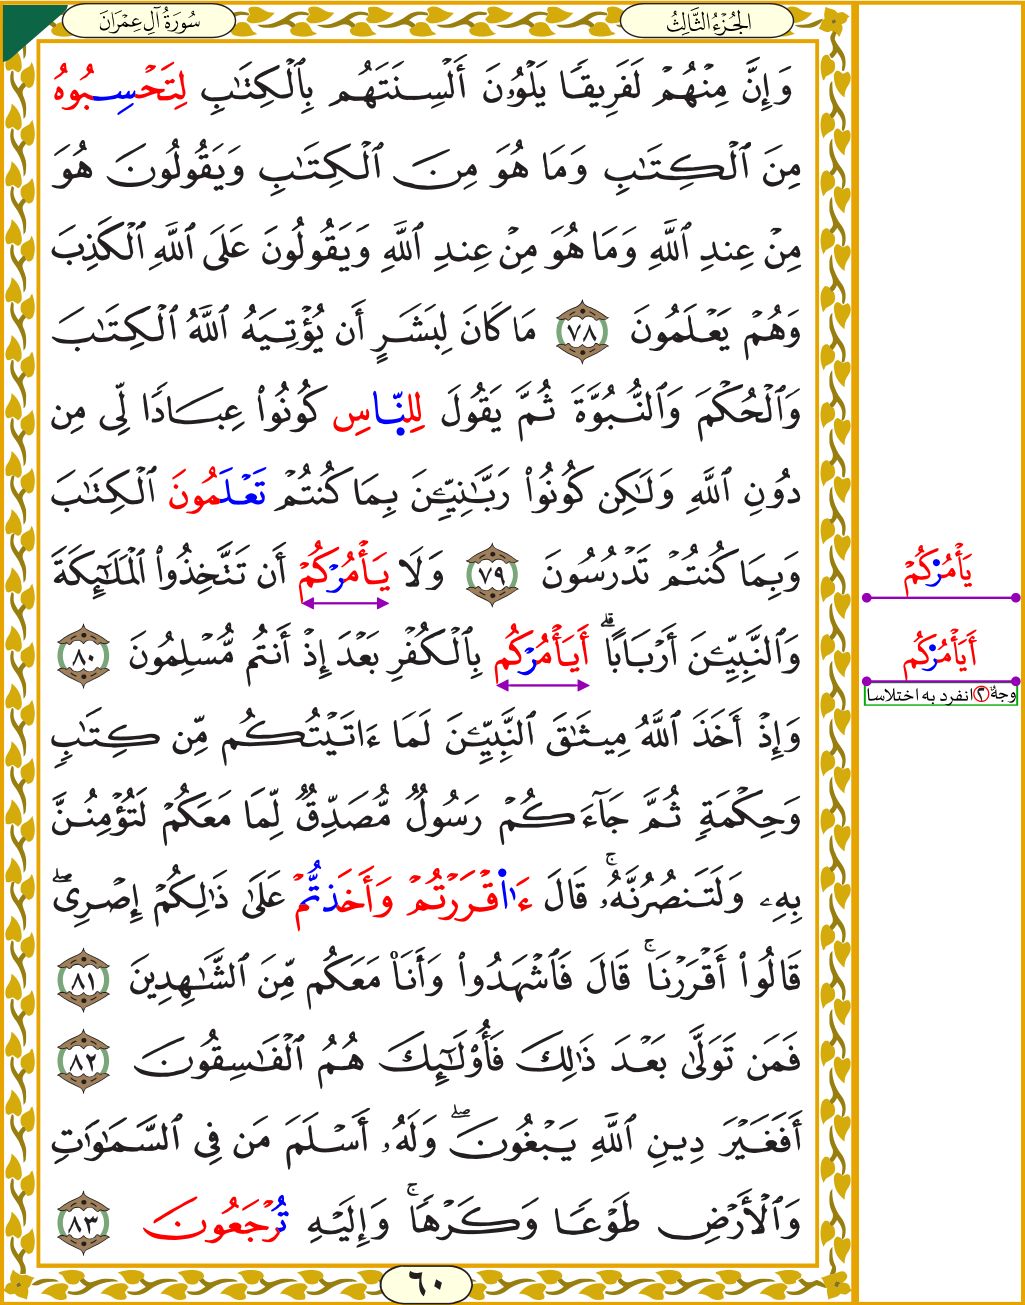 سُورَةُ آلِ عِمْرَانَ
الجُزْءُ الثَّالِثُ
وَإِنَّ مِنْهُمْ لَفَرِيقًا يَلْوُۥنَ أَلْسِنَتَهُم بِٱلْكِتَٰبِ لِتَحْسِبُوهُ
مِنَ ٱلْكِتَٰبِ وَمَا هُوَ مِنَ ٱلْكِتَٰبِ وَيَقُولُونَ هُوَ
مِنْ عِندِ ٱللَّهِ وَمَا هُوَ مِنْ عِندِ ٱللَّهِ وَيَقُولُونَ عَلَى ٱللَّهِ ٱلْكَذِبَ
وَهُمْ يَعْلَمُونَ ٧٨ مَا كَانَ لِبَشَرٍ أَن يُؤْتِيَهُ ٱللَّهُ ٱلْكِتَٰبَ
وَٱلْحُكْمَ وَٱلنُّبُوَّةَ ثُمَّ يَقُولَ لِلنَّاسِ كُونُوا۟ عِبَادًا لِّى مِن
دُونِ ٱللَّهِ وَلَٰكِن كُونُوا۟ رَبَّٰنِيِّۦنَ بِمَا كُنتُمْ تَعْلَمُونَ ٱلْكِتَٰبَ
وَبِمَا كُنتُمْ تَدْرُسُونَ ٧٩ وَلَا يَأْمُرْكُمْ أَن تَتَّخِذُوا۟ ٱلْمَلَٰٓئِكَةَ
وَٱلنَّبِيِّۦنَ أَرْبَابًا ۗ أَيَأْمُرْكُم بِٱلْكُفْرِ بَعْدَ إِذْ أَنتُم مُّسْلِمُونَ ٨٠
وَإِذْ أَخَذَ ٱللَّهُ مِيثَٰقَ ٱلنَّبِيِّۦنَ لَمَا ءَاتَيْتُكُم مِّن كِتَٰبٍ
وَحِكْمَةٍ ثُمَّ جَآءَكُمْ رَسُولٌ مُّصَدِّقٌ لِّمَا مَعَكُمْ لَتُؤْمِنُنَّ
بِهِۦ وَلَتَنصُرُنَّهُۥ ۚ قَالَ ءَا۬قْرَرْتُمْ وَأَخَذتُّمْ عَلَىٰ ذَٰلِكُمْ إِصْرِى ۖ
قَالُوا۟ أَقْرَرْنَا ۚ قَالَ فَٱشْهَدُوا۟ وَأَنَا۠ مَعَكُم مِّنَ ٱلشَّٰهِدِينَ ٨١
فَمَن تَوَلَّىٰ بَعْدَ ذَٰلِكَ فَأُو۟لَٰٓئِكَ هُمُ ٱلْفَٰسِقُونَ ٨٢
أَفَغَيْرَ دِينِ ٱللَّهِ يَبْغُونَ ۖ وَلَهُۥٓ أَسْلَمَ مَن فِى ٱلسَّمَٰوَٰتِ
وَٱلْأَرْضِ طَوْعًا وَكَرْهًا ۚ وَإِلَيْهِ تُرْجَعُونَ ٨٣
٦٠
يَأْمُرْكُمْ
أَيَأْمُرْكُم
وجهٌ ٢ انفرد به اختلاسا